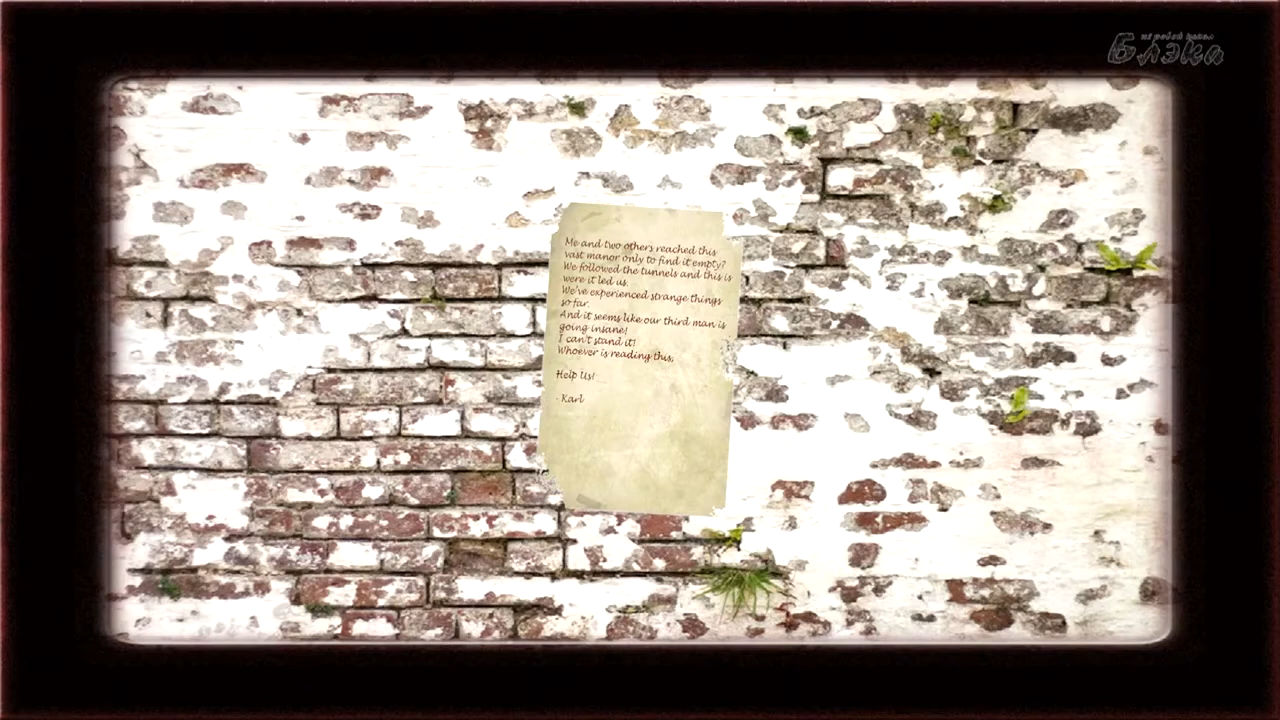 Блэка
Me and two others reached this
vast manor only to find it empty?
We followed the tunnels and this is
were it led us.
We've experienced strange things
so far.
And it seems like our third man is
going insane!
I can't stand it!
Whoever is reading this,
Help Us!
- Karl